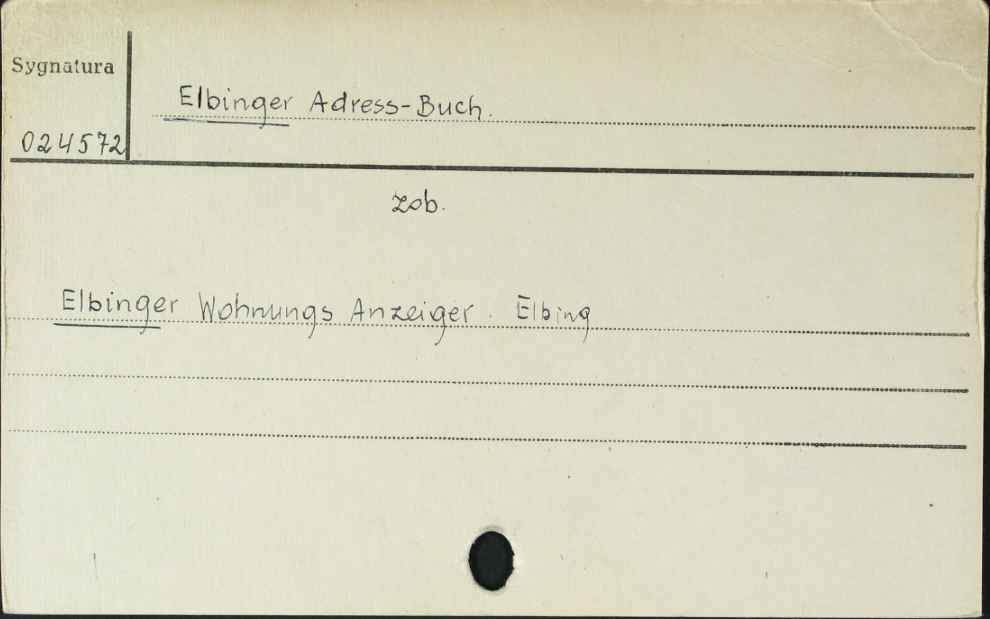 Sygnatura
Elbinger Adress-Buch.
024572
zob.
Elbinger Wohnungs Anzeiger. Elbing